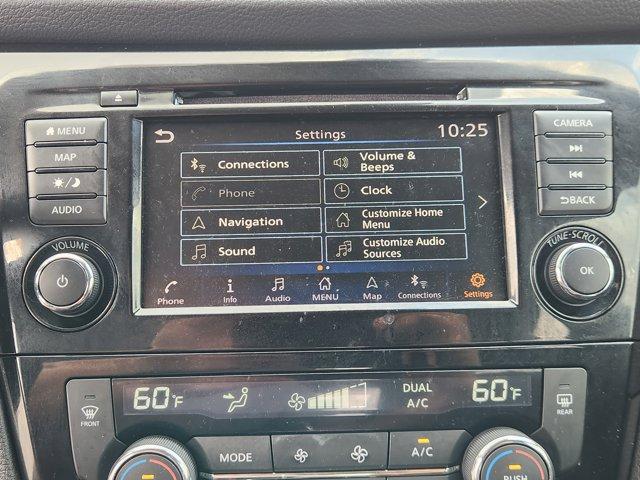 MENU
MAP
AUDIO
VOLUME
Settings
10:25
Connections
Volume &
Beeps
Phone
Clock
Navigation
Customize Home
Menu
Sound
Customize Audio
Sources
Phone
Info
Audio
MENU
Map
Connections
Settings
CAMERA
BACK
TUNE·SCROLL
OK
60°F
DUAL
A/C
60°F
FRONT
REAR
MODE
A/C
PUSH